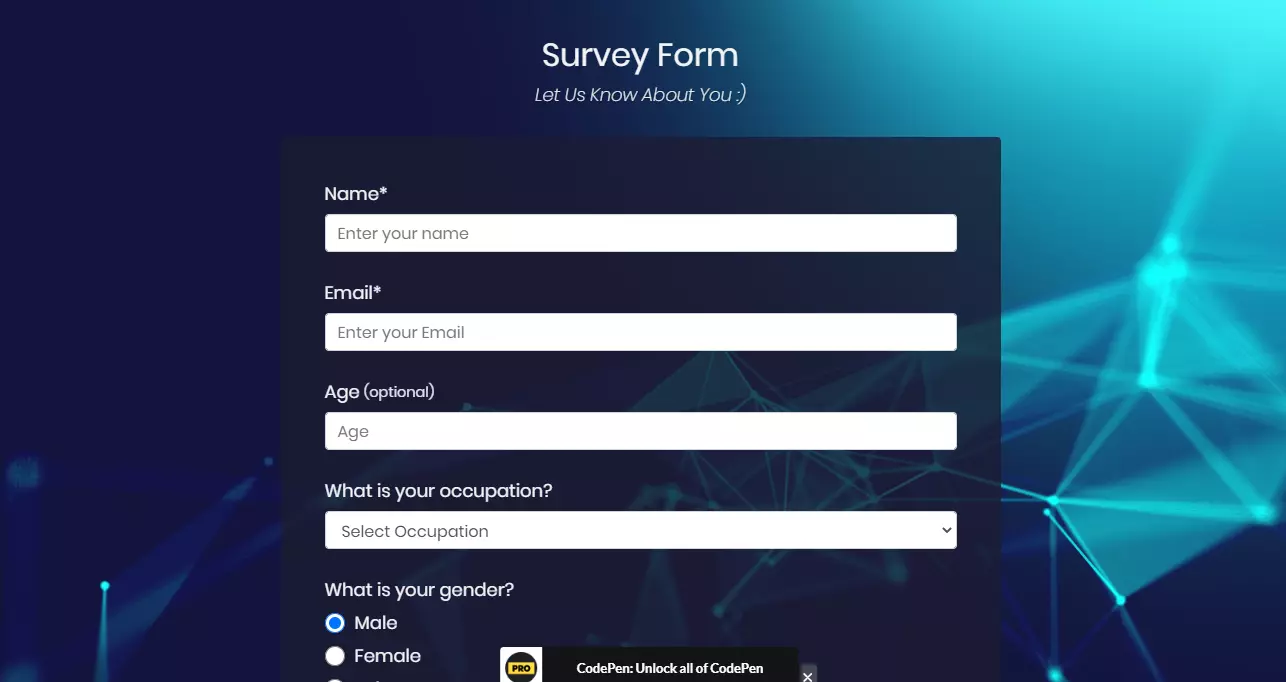 Survey Form
Let Us Know About You :)
Name*
Enter your name
Email*
Enter your Email
Age (optional)
Age
What is your occupation?
Select Occupation
What is your gender?
Male
Female
PRO
CodePen: Unlock all of CodePen